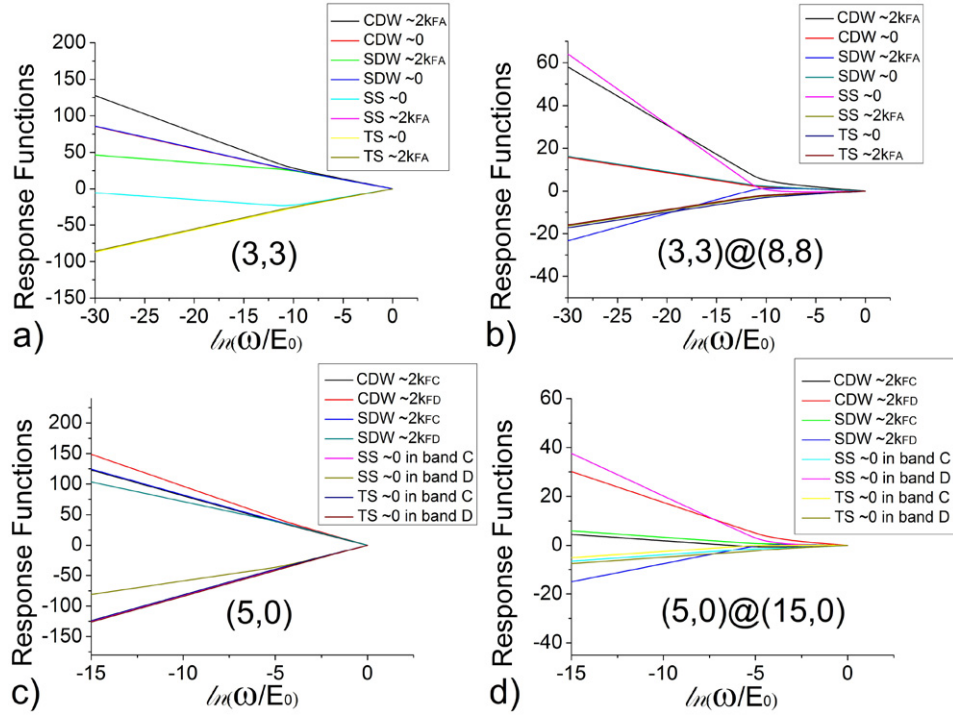 CDW ~2kFA
CDW ~0
SDW ~2kFA
SDW ~0
SS ~0
SS ~2kFA
TS ~0
TS ~2kFA
200
150
100
50
0
-50
-100
-150
Response Functions
(3,3)
-30 -25 -20 -15 -10 -5 0
ln(ω/E0)
a)
CDW ~2kFA
CDW ~0
SDW ~2kFA
SDW ~0
SS ~0
SS ~2kFA
TS ~0
TS ~2kFA
60
40
20
0
-20
-40
Response Functions
(3,3)@(8,8)
-30 -25 -20 -15 -10 -5 0
ln(ω/E0)
b)
CDW ~2kFC
CDW ~2kFD
SDW ~2kFC
SDW ~2kFD
SS ~0 in band C
SS ~0 in band D
TS ~0 in band C
TS ~0 in band D
200
150
100
50
0
-50
-100
-150
Response Functions
(5,0)
-15 -10 -5 0
ln(ω/E0)
c)
CDW ~2kFC
CDW ~2kFD
SDW ~2kFC
SDW ~2kFD
SS ~0 in band C
SS ~0 in band D
TS ~0 in band C
TS ~0 in band D
60
40
20
0
-20
-40
Response Functions
(5,0)@(15,0)
-15 -10 -5 0
ln(ω/E0)
d)